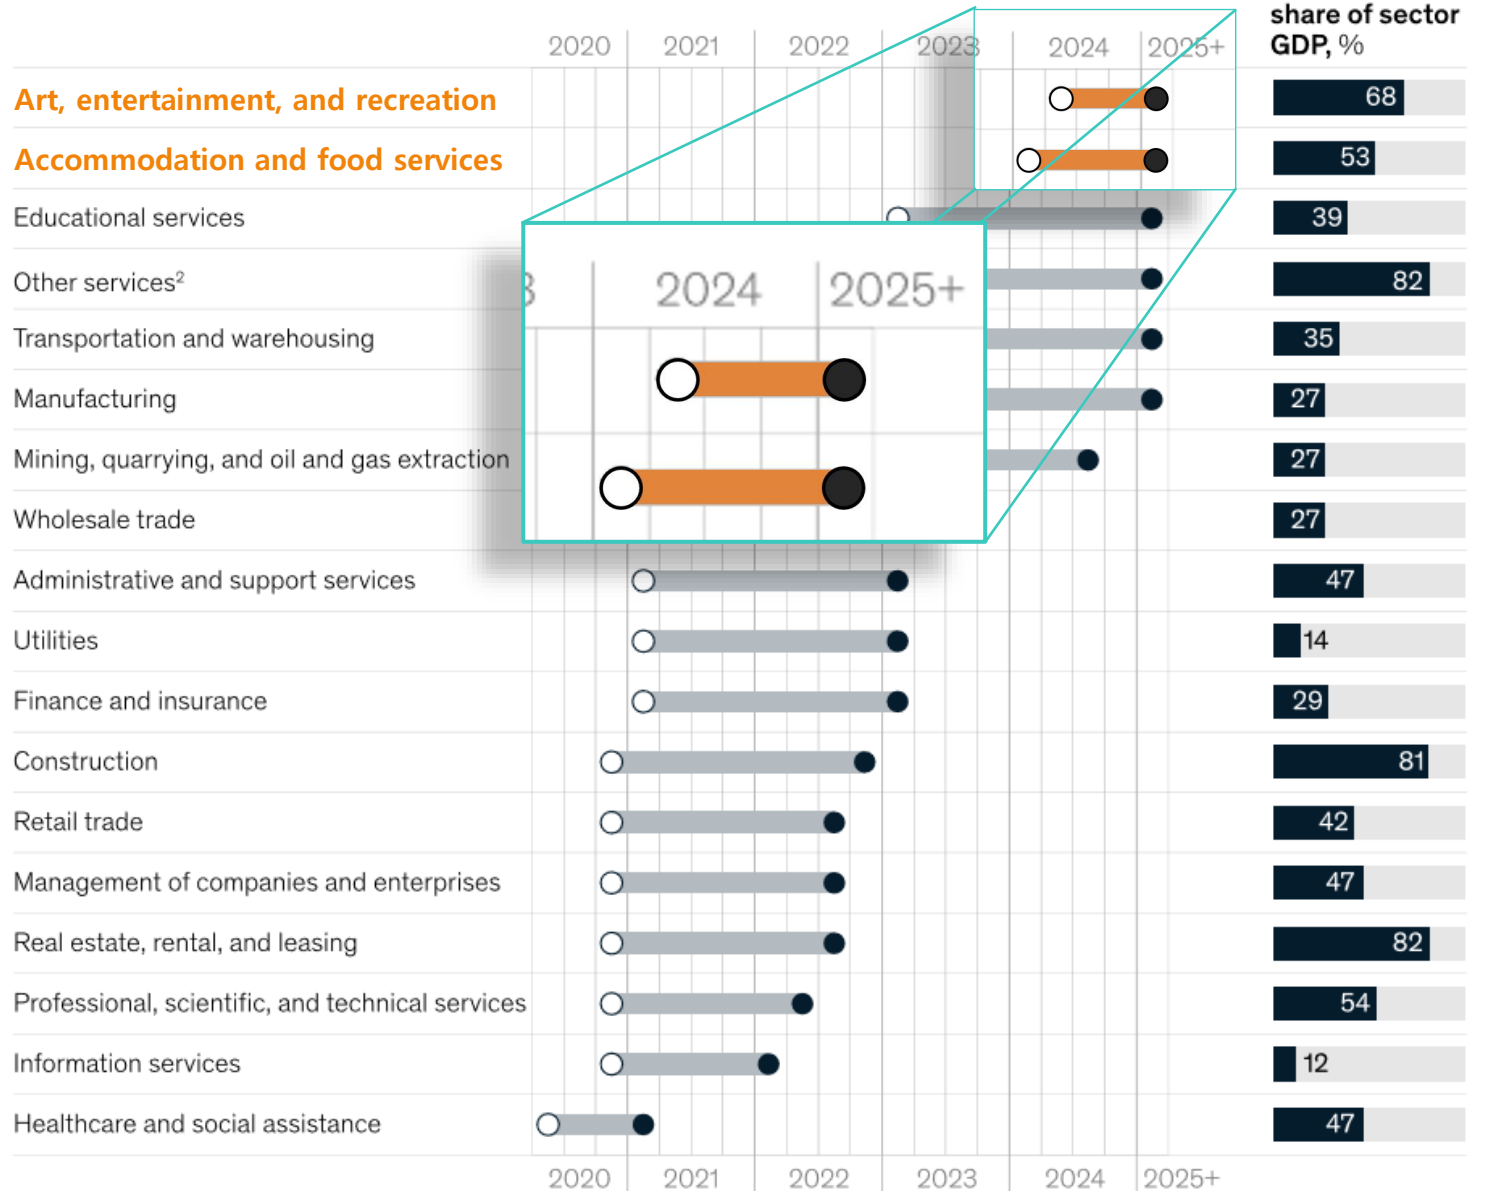 share of sector
GDP, %
2020 2021 2022 2023 2024 2025+
Art, entertainment, and recreation 68
Accommodation and food services 53
Educational services 39
Other services² 82
3 2024 2025+
Transportation and warehousing 35
Manufacturing 27
Mining, quarrying, and oil and gas extraction 27
Wholesale trade 27
Administrative and support services 47
Utilities 14
Finance and insurance 29
Construction 81
Retail trade 42
Management of companies and enterprises 47
Real estate, rental, and leasing 82
Professional, scientific, and technical services 54
Information services 12
Healthcare and social assistance 47
2020 2021 2022 2023 2024 2025+